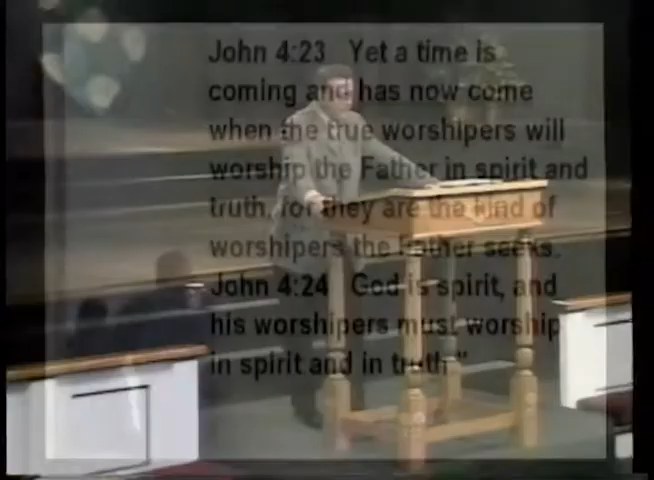 John 4:23 Yet a time is
coming and has now come
when the true worshipers will
worship the Father in spirit and
truth, for they are the kind of
worshipers the Father seeks.
John 4:24 God is spirit, and
his worshipers must worship
in spirit and in truth."